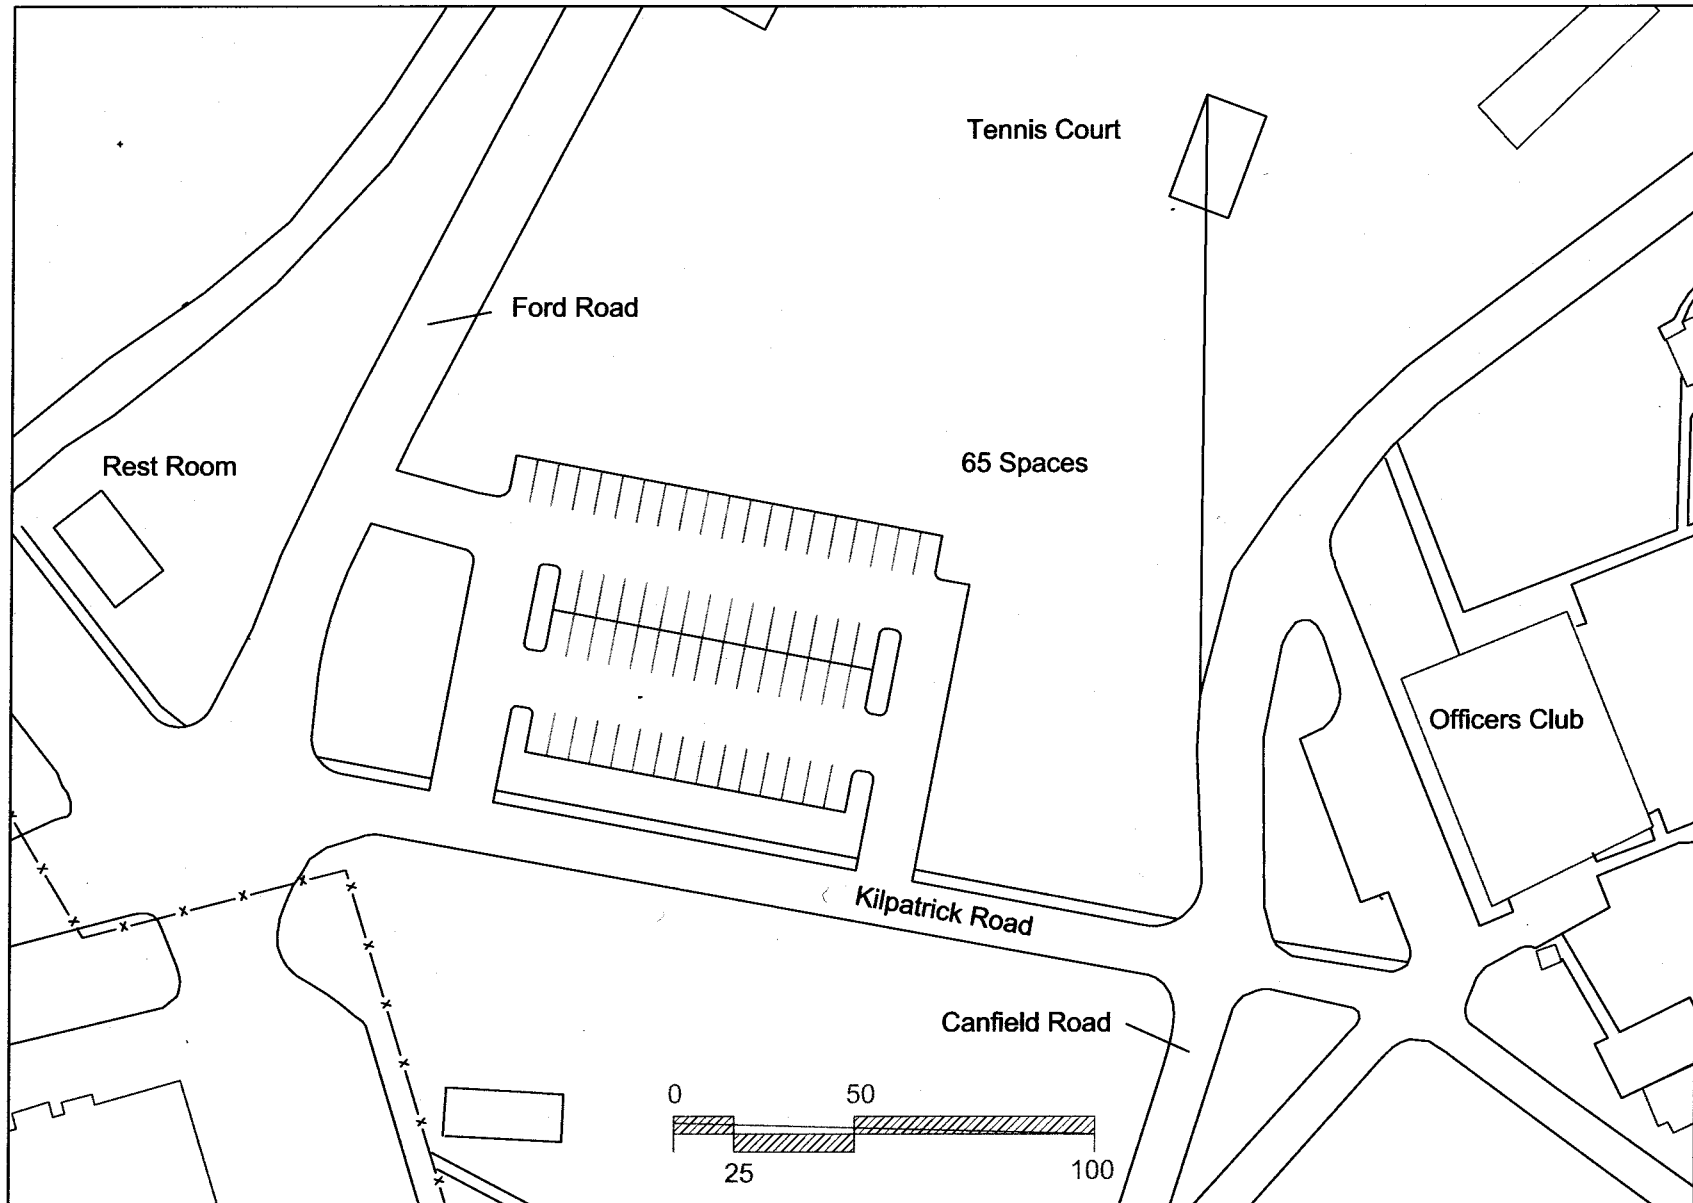 Tennis Court
Ford Road
Rest Room
65 Spaces
Officers Club
Kilpatrick Road
Canfield Road
0 50
25 100